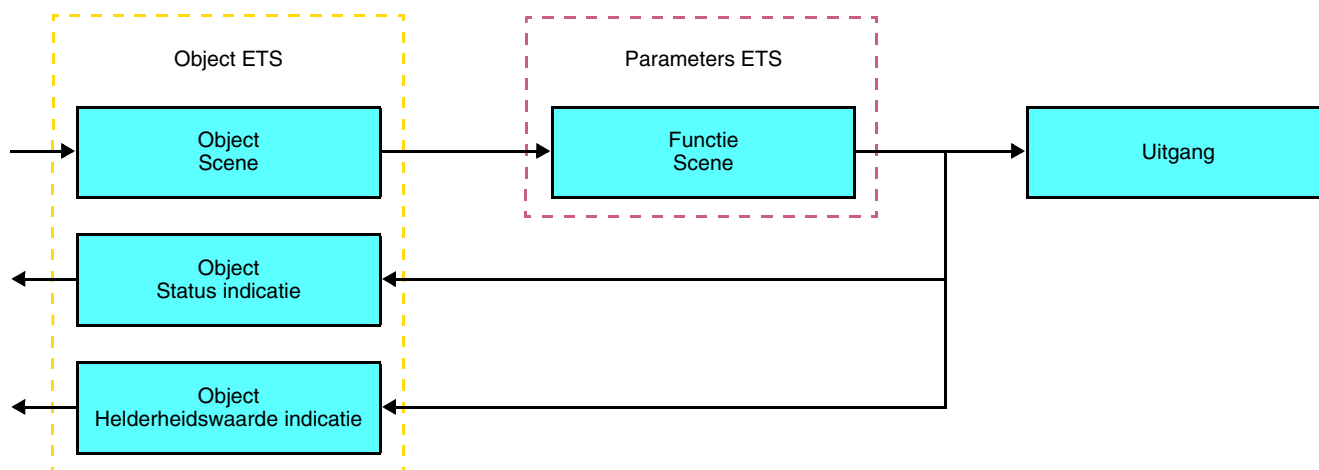 Object ETS
Parameters ETS
Object
Scene
Functie
Scene
Uitgang
Object
Status indicatie
Object
Helderheidswaarde indicatie